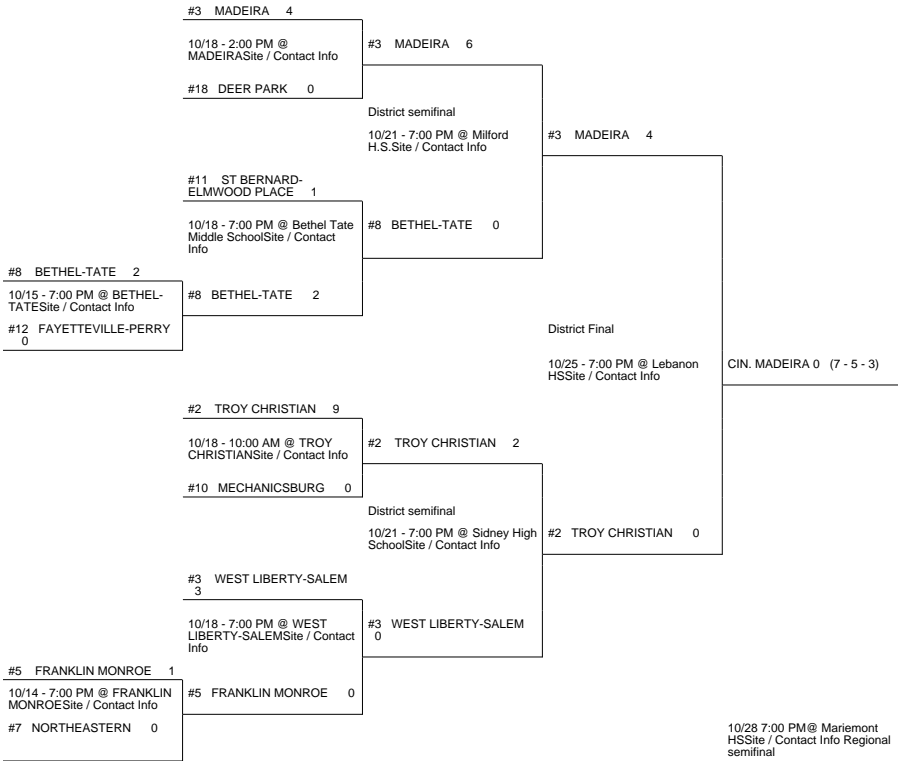 #3 MADEIRA 4
10/18 - 2:00 PM @
MADEIRASite / Contact Info
#3 MADEIRA 6
#18 DEER PARK 0
District semifinal
10/21 - 7:00 PM @ Milford
H.S.Site / Contact Info
#3 MADEIRA 4
#11 ST BERNARD-
ELMWOOD PLACE 1
10/18 - 7:00 PM @ Bethel Tate
Middle SchoolSite / Contact
Info
#8 BETHEL-TATE 0
#8 BETHEL-TATE 2
10/15 - 7:00 PM @ BETHEL-
TATESite / Contact Info
#8 BETHEL-TATE 2
#12 FAYETTEVILLE-PERRY
0
District Final
10/25 - 7:00 PM @ Lebanon
HSSite / Contact Info
CIN. MADEIRA 0 (7 - 5 - 3)
#2 TROY CHRISTIAN 9
10/18 - 10:00 AM @ TROY
CHRISTIANSite / Contact Info
#2 TROY CHRISTIAN 2
#10 MECHANICSBURG 0
District semifinal
10/21 - 7:00 PM @ Sidney High
SchoolSite / Contact Info
#2 TROY CHRISTIAN 0
#3 WEST LIBERTY-SALEM
3
10/18 - 7:00 PM @ WEST
LIBERTY-SALEMSite / Contact
Info
#3 WEST LIBERTY-SALEM
0
#5 FRANKLIN MONROE 1
10/14 - 7:00 PM @ FRANKLIN
MONROESite / Contact Info
#5 FRANKLIN MONROE 0
#7 NORTHEASTERN 0
10/28 7:00 PM@ Mariemont
HSSite / Contact Info Regional
semifinal